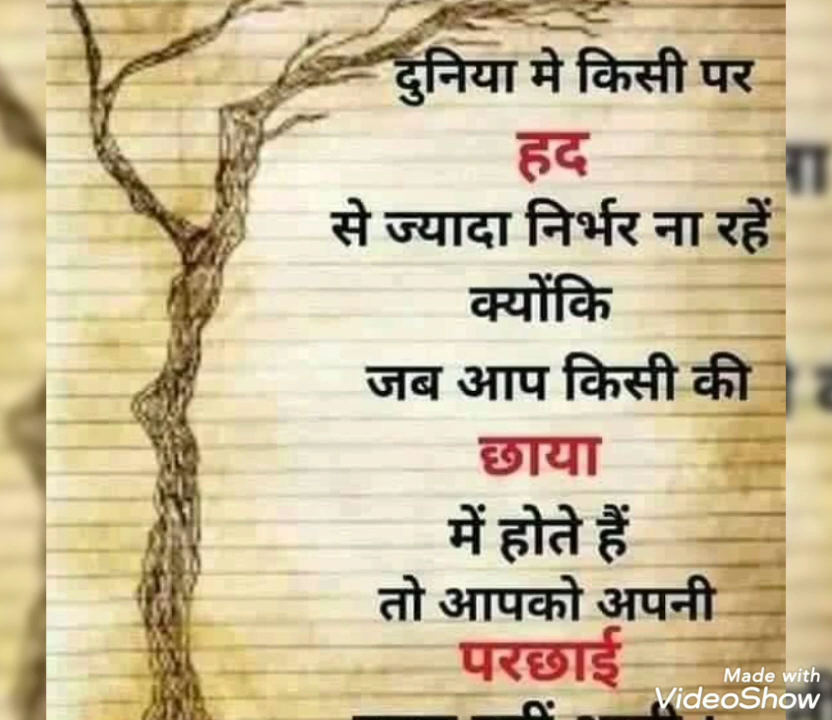 दुनिया मे किसी पर
हद
से ज्यादा निर्भर ना रहें
क्योंकि
जब आप किसी की
छाया
में होते हैं
तो आपको अपनी
परछाई
Made with
VideoShow